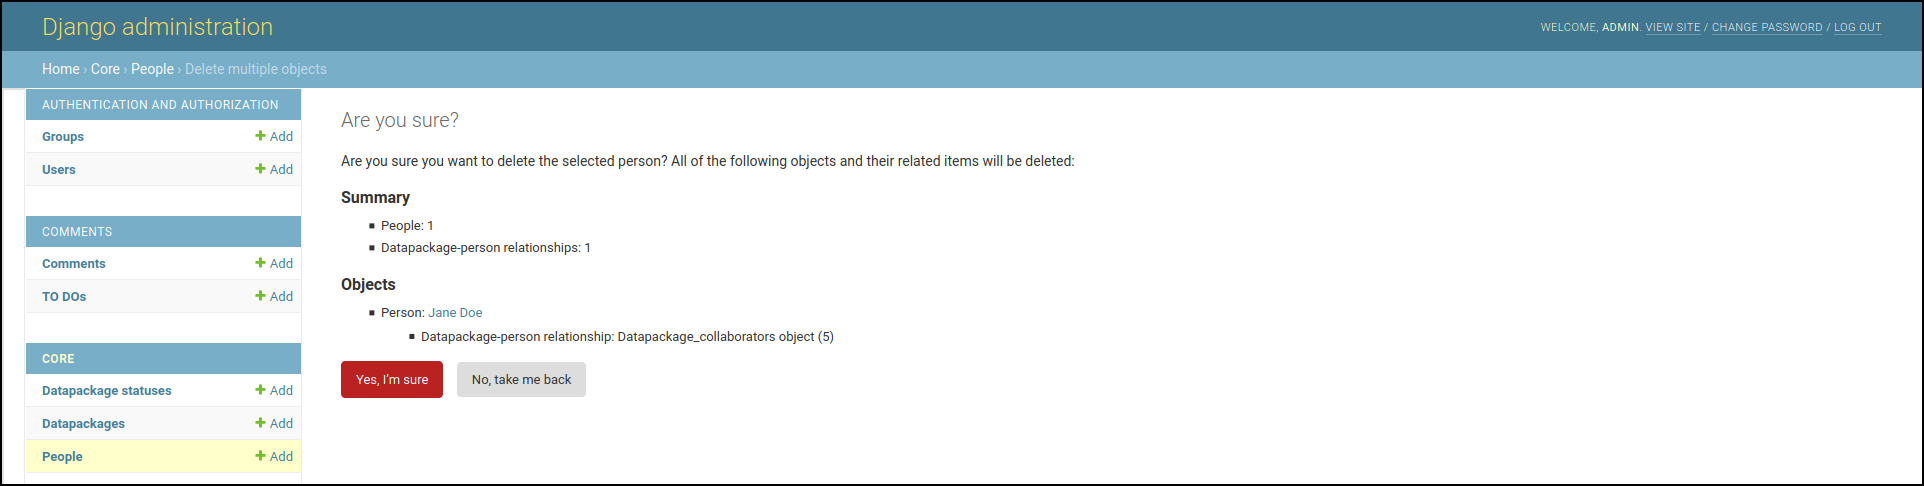 Django administration
WELCOME, ADMIN. VIEW SITE / CHANGE PASSWORD / LOG OUT
Home › Core › People › Delete multiple objects
AUTHENTICATION AND AUTHORIZATION
Groups Add
Users Add
COMMENTS
Comments Add
TO DOs Add
CORE
Datapackage statuses Add
Datapackages Add
People Add
Are you sure?
Are you sure you want to delete the selected person? All of the following objects and their related items will be deleted:
Summary
People: 1
Datapackage-person relationships: 1
Objects
Person: Jane Doe
Datapackage-person relationship: Datapackage_collaborators object (5)
Yes, I'm sure
No, take me back